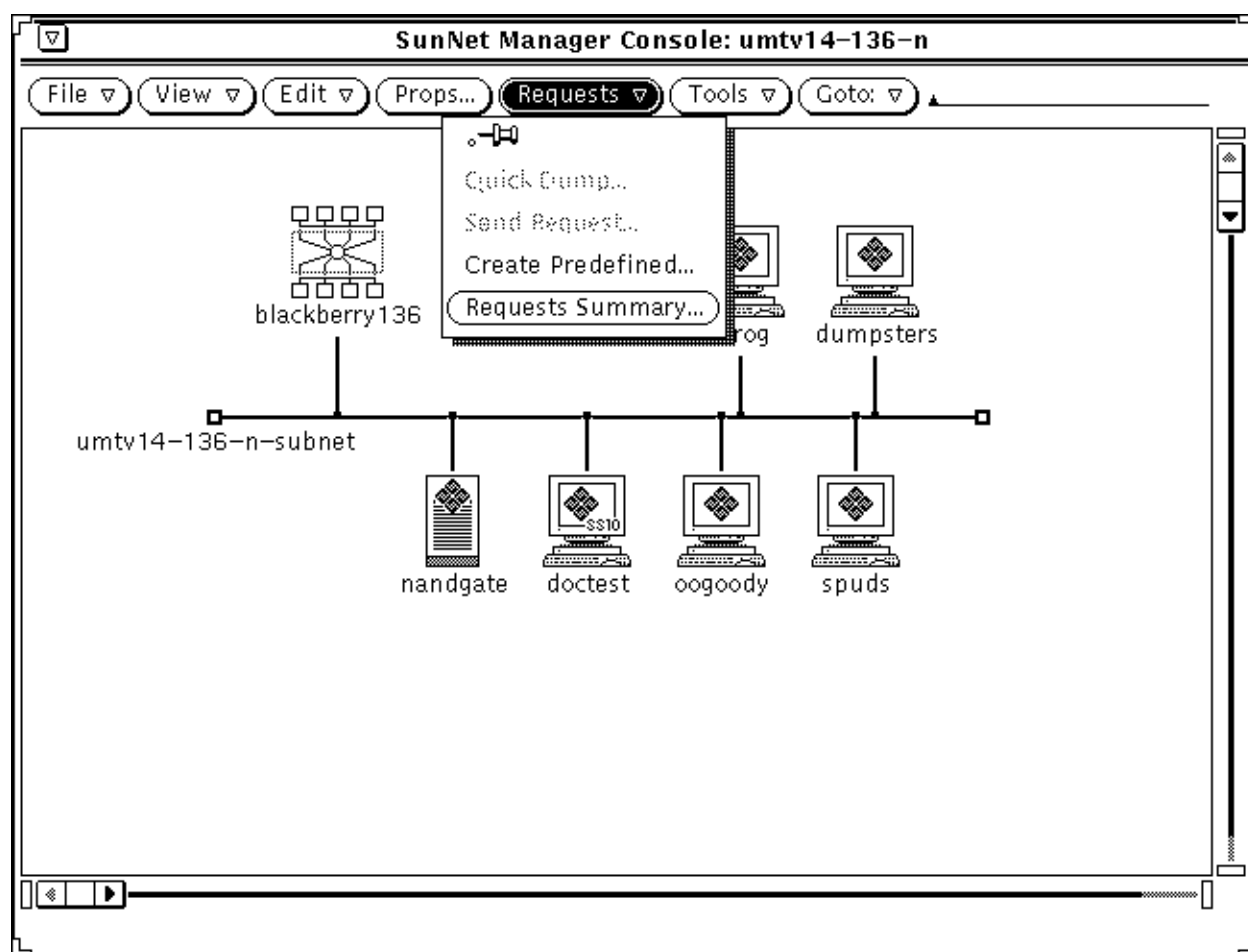 SunNet Manager Console: umtv14-136-n
File View Edit Props... Requests Tools Goto:
Quick Dump...
Send Request...
Create Predefined...
Requests Summary...
blackberry136
rog
dumpsters
umtv14-136-n-subnet
SS10
nandgate
doctest
oogoody
spuds